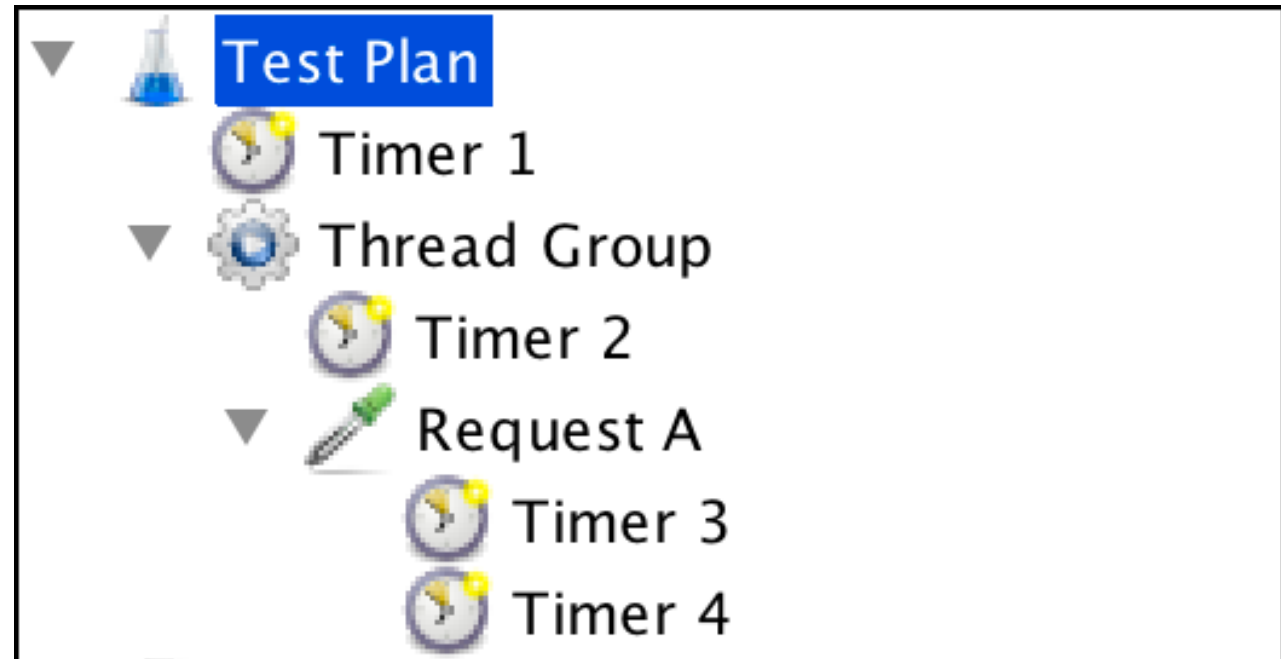 Test Plan
Timer 1
Thread Group
Timer 2
Request A
Timer 3
Timer 4